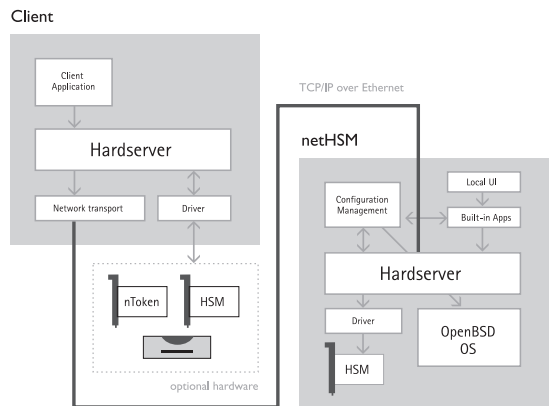 Client
Client
Application
Hardserver
Network transport
Driver
nToken
HSM
optional hardware
TCP/IP over Ethernet
netHSM
Local UI
Configuration
Management
Built-in Apps
Hardserver
Driver
OpenBSD
OS
HSM